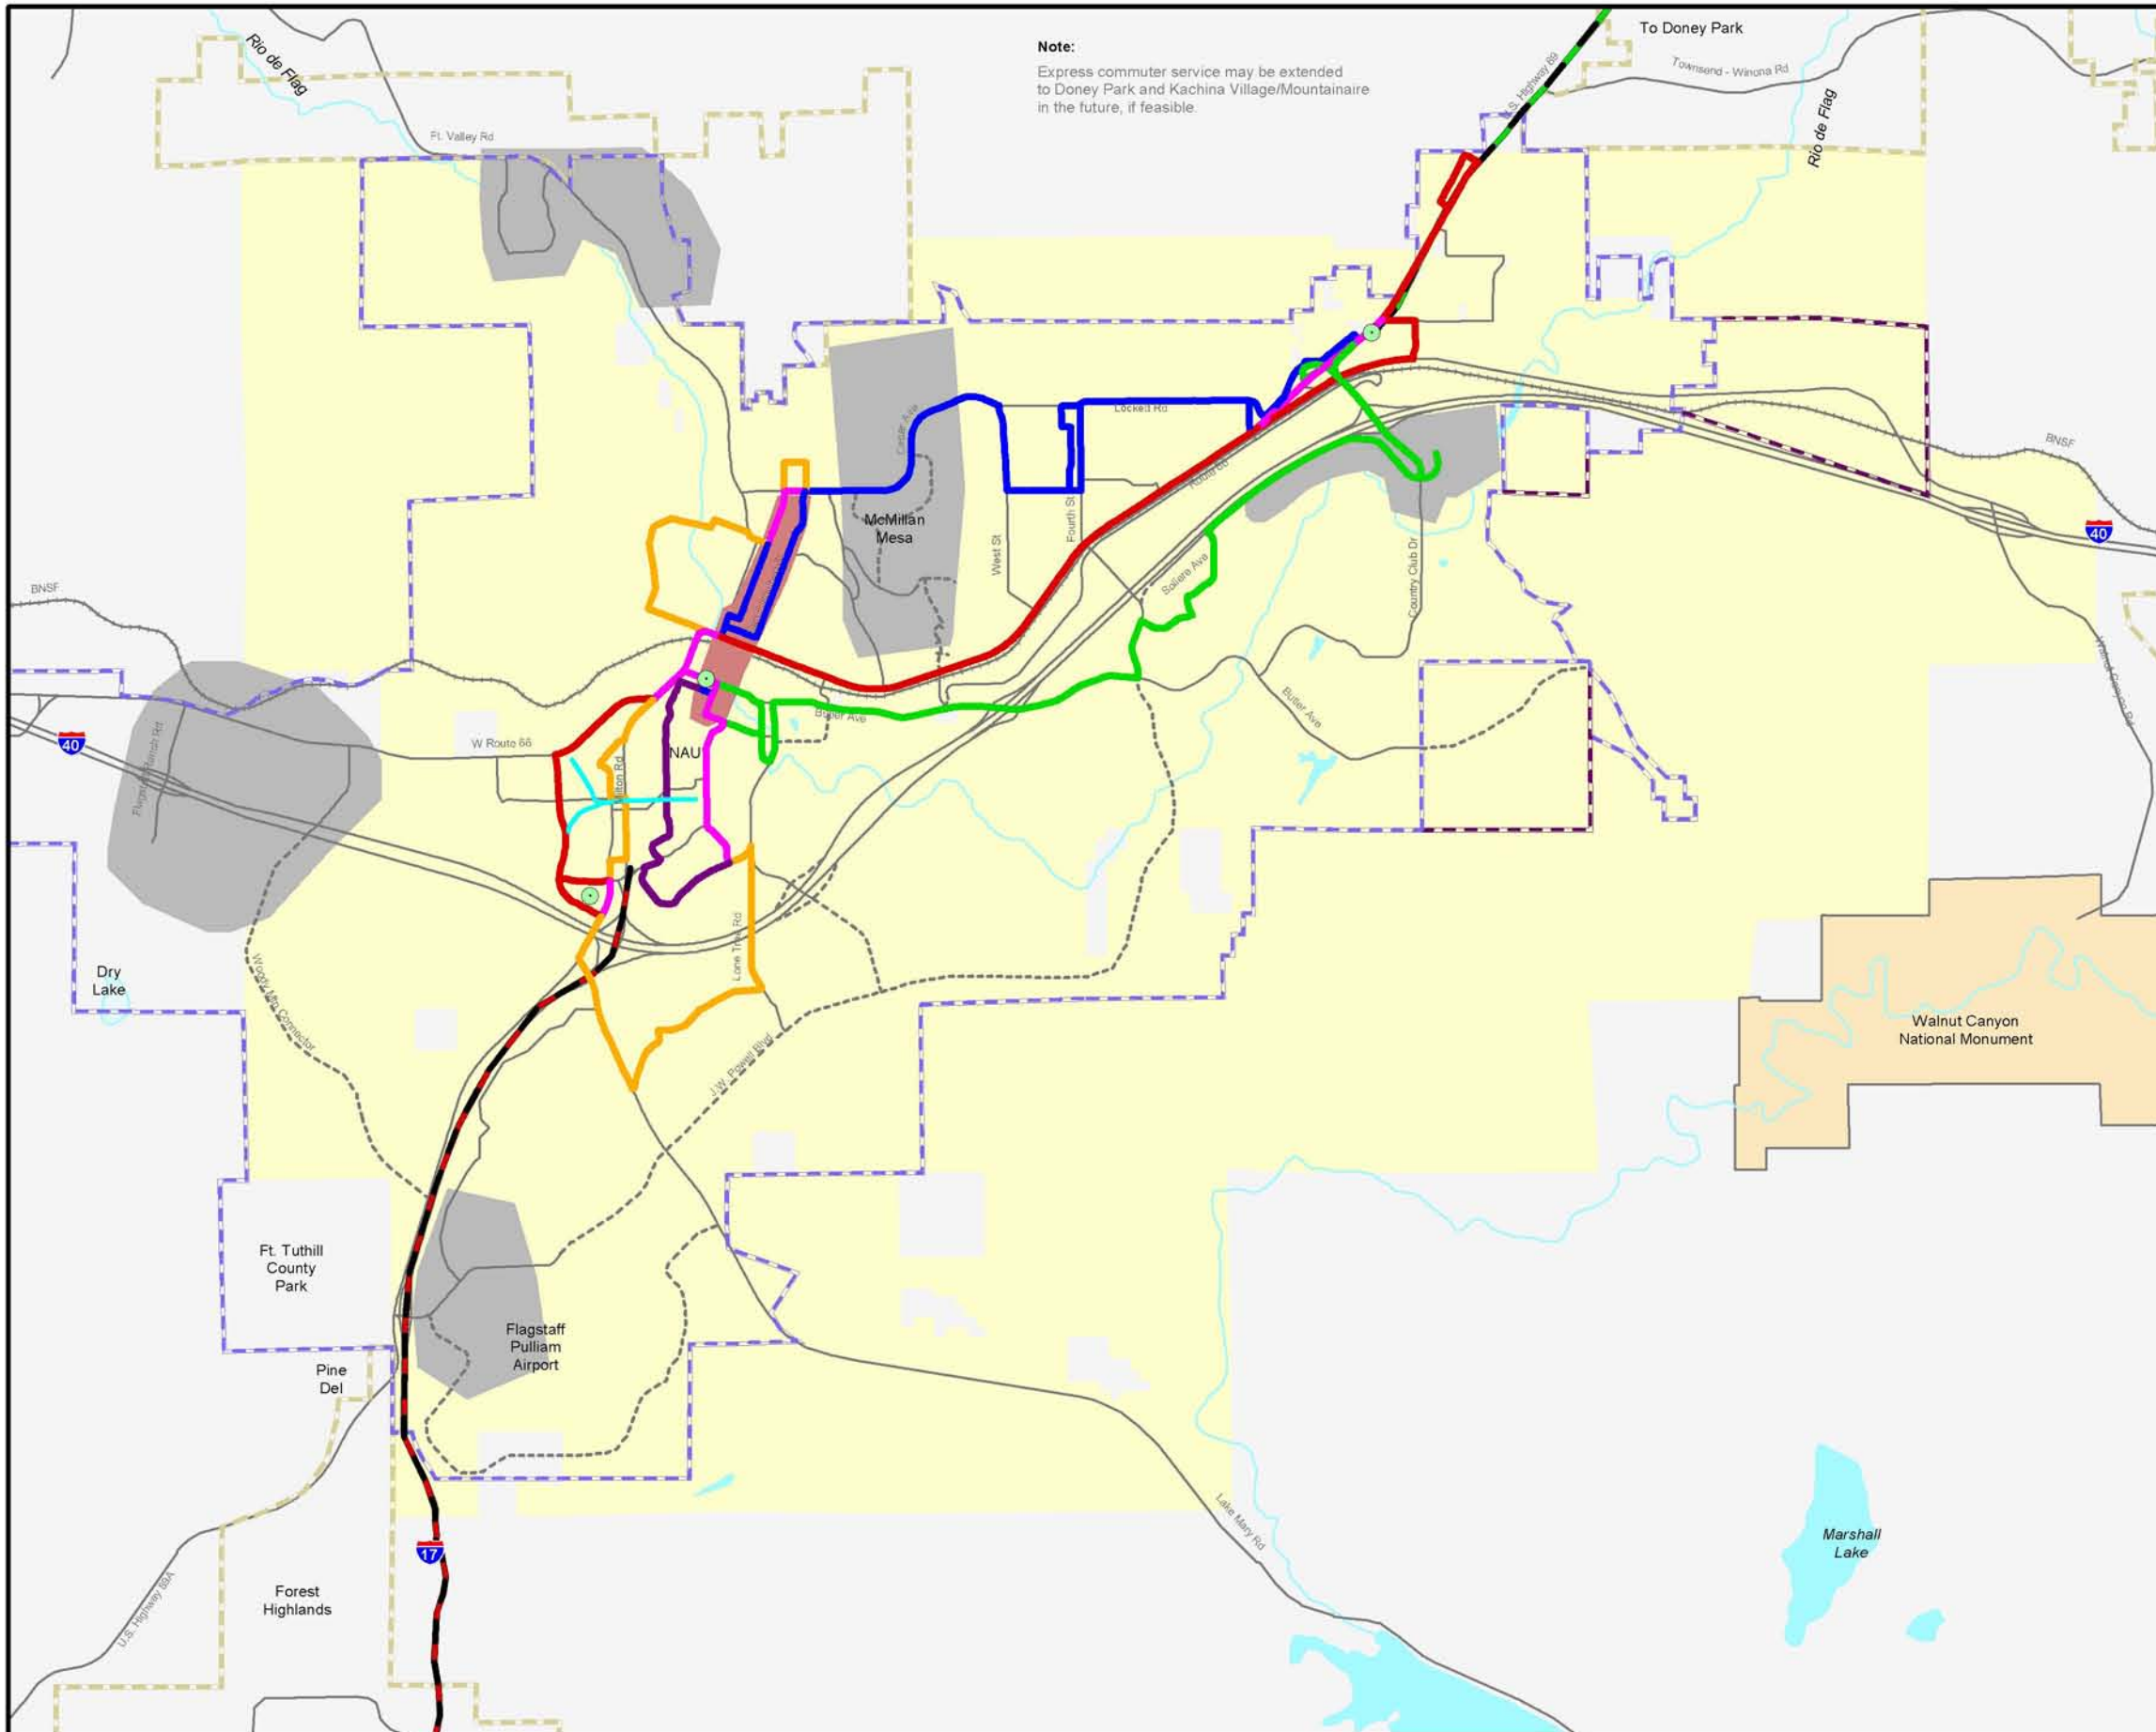 To Doney Park
Note:
Express commuter service may be extended
to Doney Park and Kachina Village/Mountainaire
in the future, if feasible.
Rio de Flag
U.S. Highway 89
Townsend - Winona Rd
Rio de Flag
Ft. Valley Rd
Lockett Rd
BNSF
Route 66
McMillan
Mesa
40
West St
Fourth St
Soliere Ave
Country Club Dr
BNSF
Walnut Canyon Rd
Butler Ave
Butler Ave
40
W Route 66
NAU
Milton Rd
Lone Tree Rd
Dry
Lake
Woody Mtn Connector
J.W. Powell Blvd
Walnut Canyon
National Monument
Ft. Tuthill
County
Park
Flagstaff
Pulliam
Airport
Pine
Del
Lake Mary Rd
Marshall
Lake
17
Forest
Highlands
U.S. Highway 89A